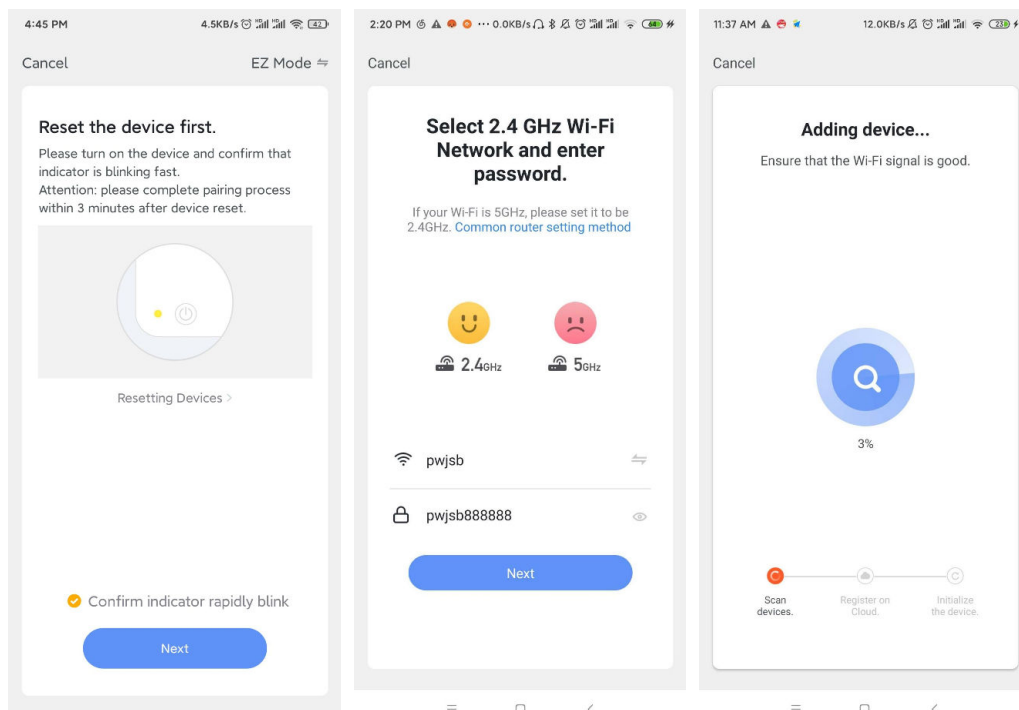 4:45 PM 4.5KB/s 42
Cancel EZ Mode
Reset the device first.
Please turn on the device and confirm that
indicator is blinking fast.
Attention: please complete pairing process
within 3 minutes after device reset.
Resetting Devices >
Confirm indicator rapidly blink
Next
2:20 PM ··· 0.0KB/s 64
Cancel
Select 2.4 GHz Wi-Fi
Network and enter
password.
If your Wi-Fi is 5GHz, please set it to be
2.4GHz. Common router setting method
2.4GHz 5GHz
pwjsb
pwjsb888888
Next
11:37 AM 12.0KB/s 23
Cancel
Adding device...
Ensure that the Wi-Fi signal is good.
3%
Scan
devices.
Register on
Cloud.
Initialize
the device.